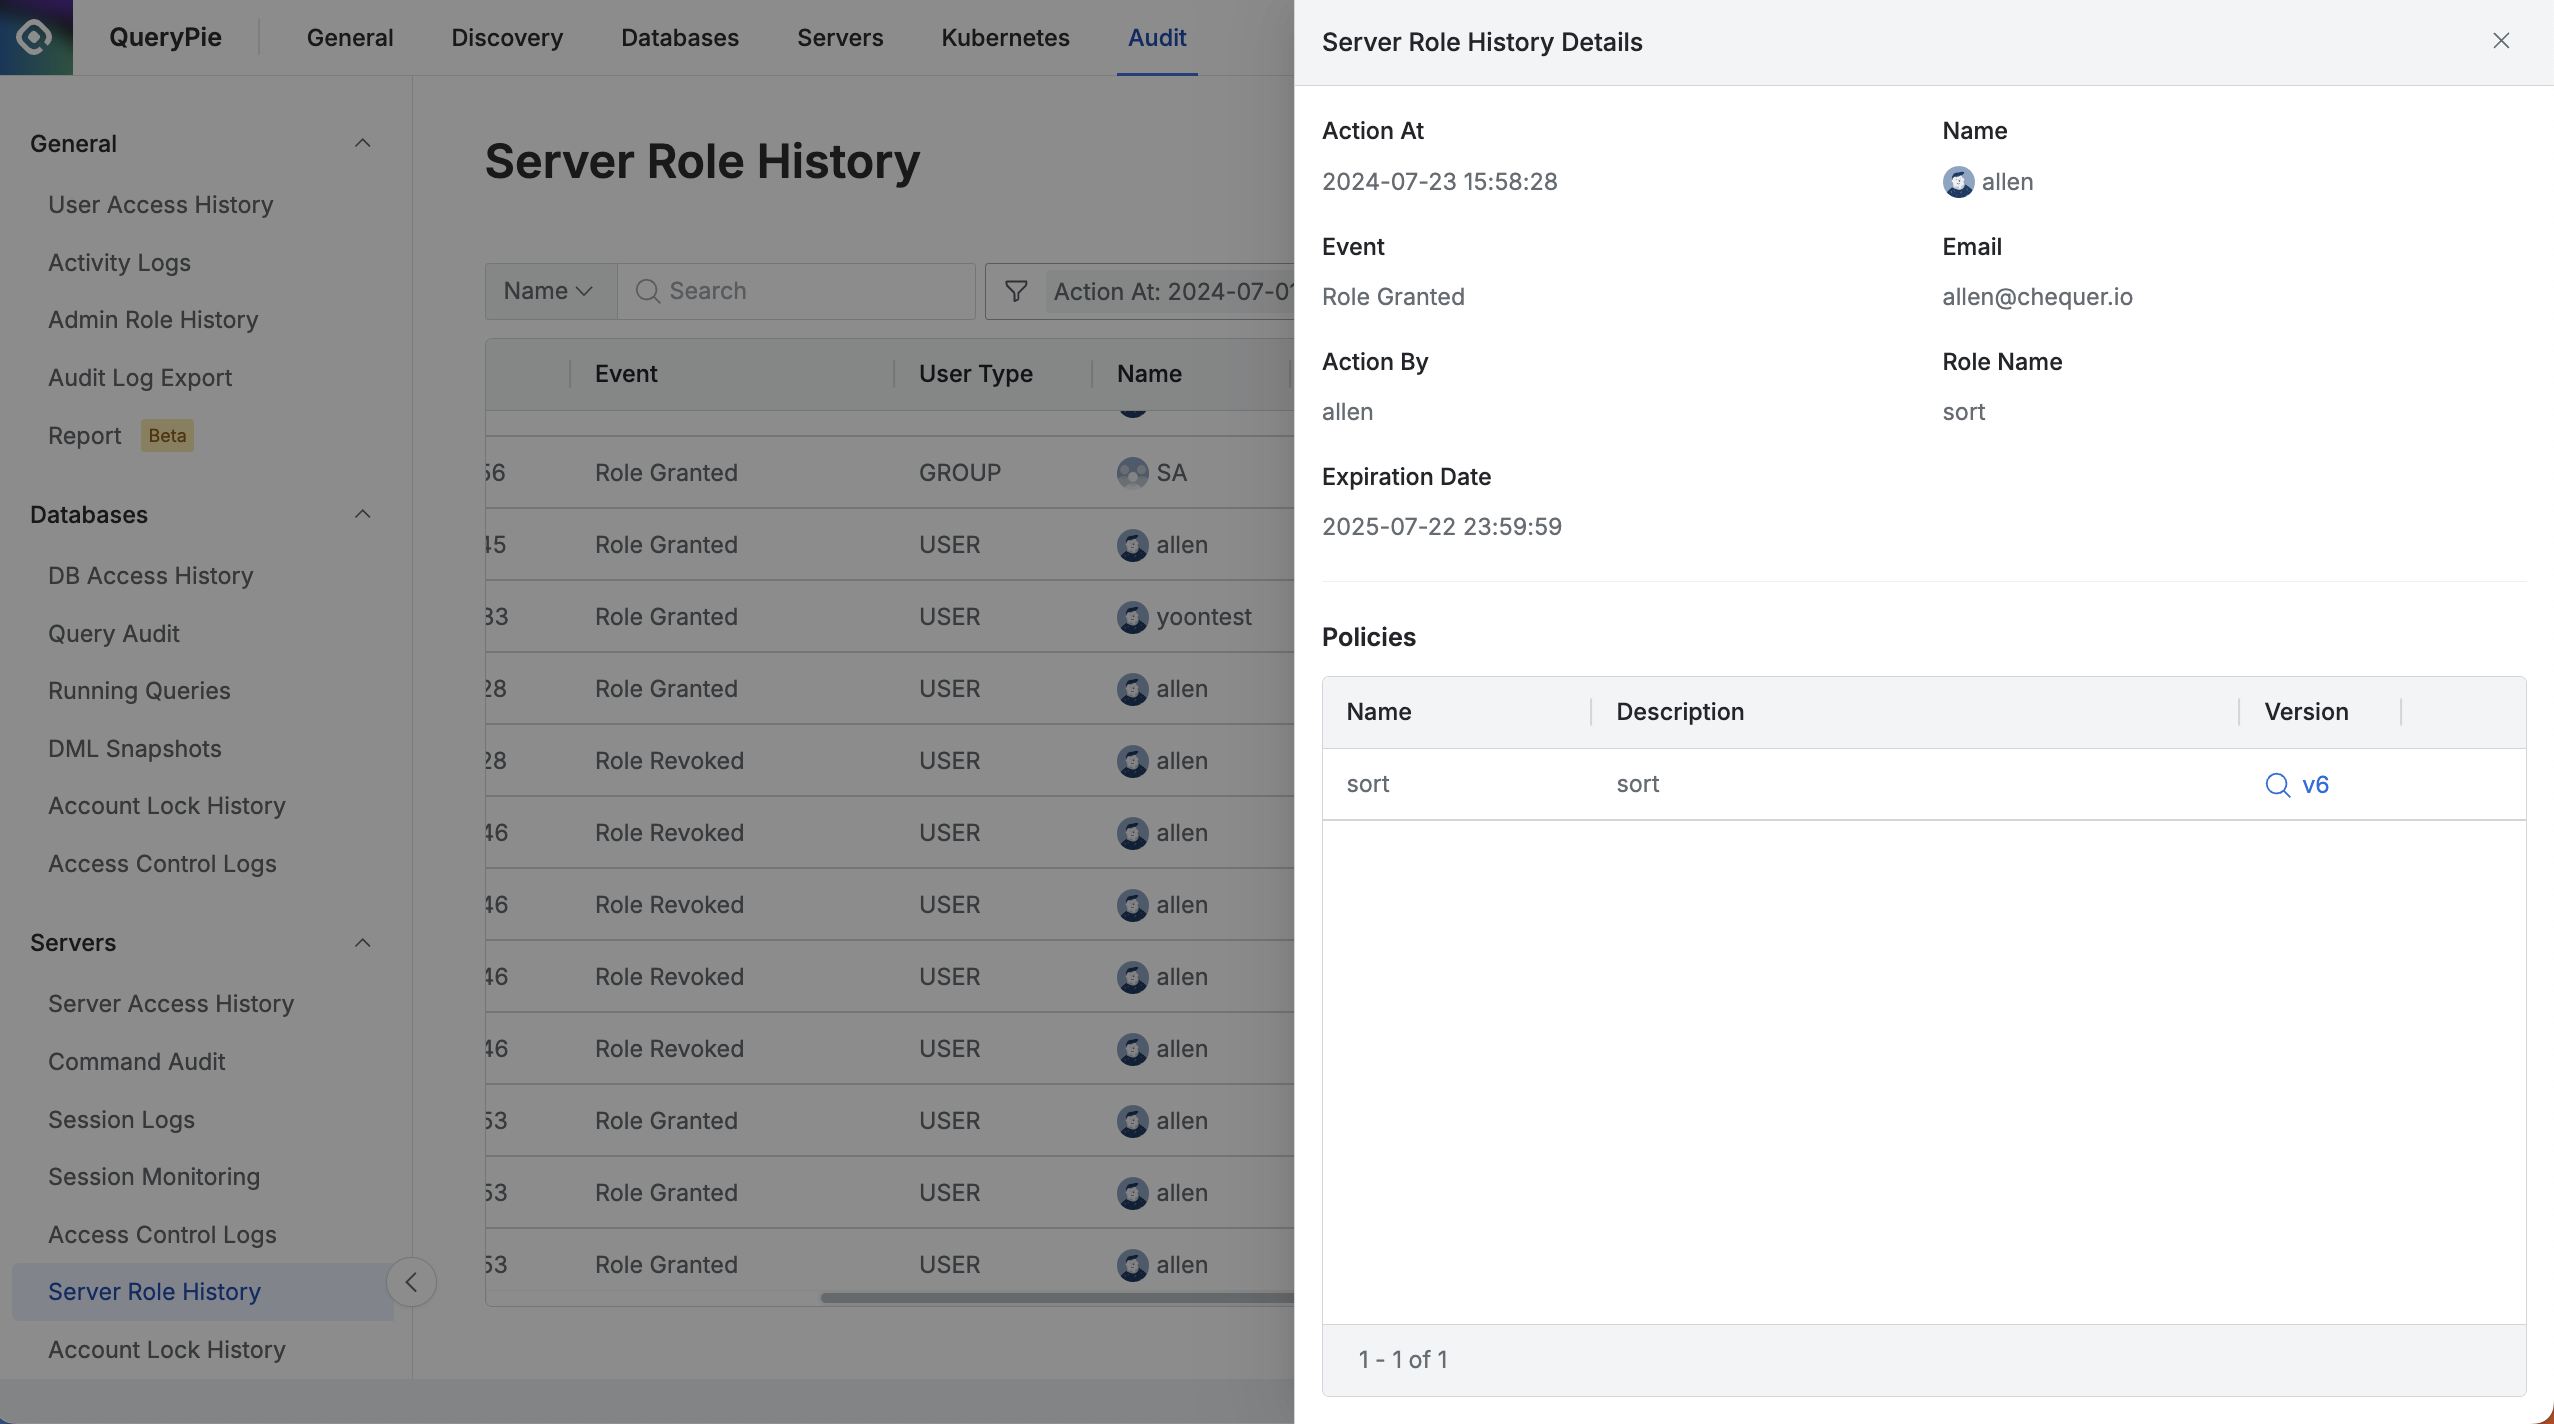 QueryPie
General
Discovery
Databases
Servers
Kubernetes
Audit
General
User Access History
Activity Logs
Admin Role History
Audit Log Export
Report Beta
Databases
DB Access History
Query Audit
Running Queries
DML Snapshots
Account Lock History
Access Control Logs
Servers
Server Access History
Command Audit
Session Logs
Session Monitoring
Access Control Logs
Server Role History
Account Lock History
Server Role History
Name Search Action At: 2024-07-01
Event User Type Name
56 Role Granted GROUP SA
45 Role Granted USER allen
33 Role Granted USER yoontest
28 Role Granted USER allen
28 Role Revoked USER allen
46 Role Revoked USER allen
46 Role Revoked USER allen
46 Role Revoked USER allen
46 Role Revoked USER allen
53 Role Granted USER allen
53 Role Granted USER allen
53 Role Granted USER allen
Server Role History Details
Action At
2024-07-23 15:58:28
Name
allen
Event
Role Granted
Email
allen@chequer.io
Action By
allen
Role Name
sort
Expiration Date
2025-07-22 23:59:59
Policies
Name Description Version
sort sort v6
1 - 1 of 1